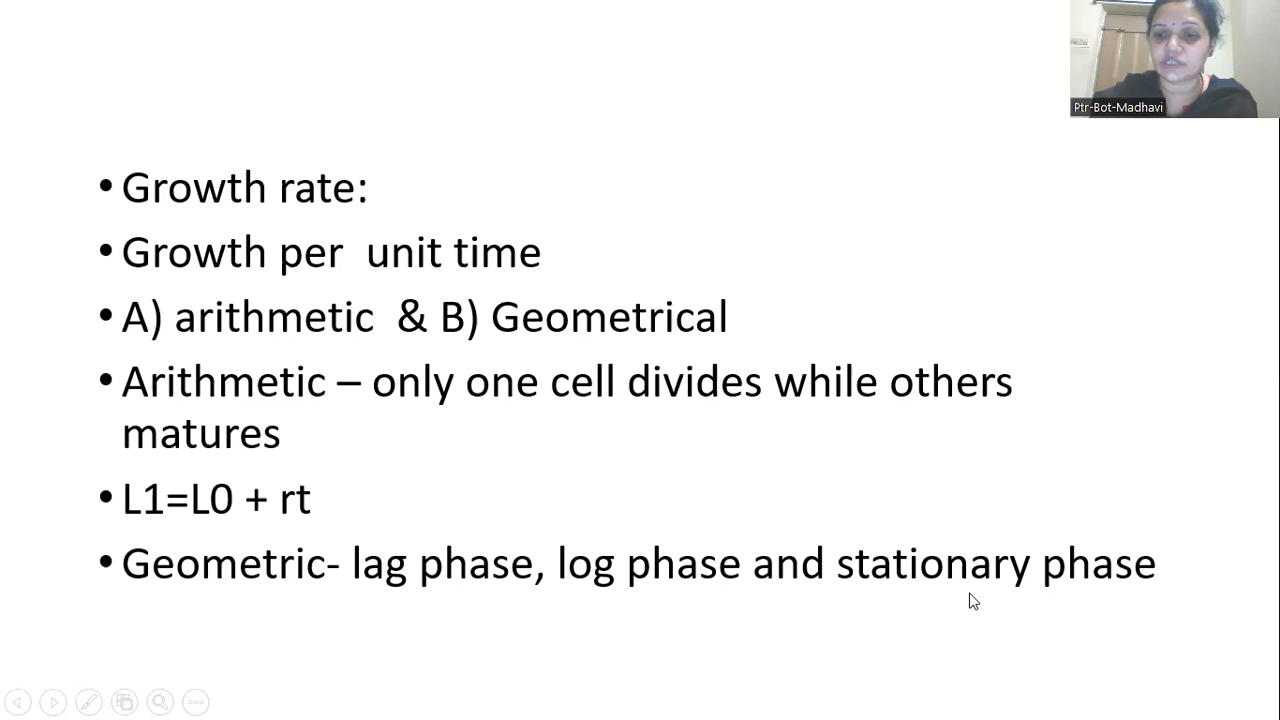 Ptr-Bot-Madhavi
• Growth rate:
• Growth per  unit time
• A) arithmetic  & B) Geometrical
• Arithmetic – only one cell divides while others
matures
• L1=L0 + rt
• Geometric- lag phase, log phase and stationary phase